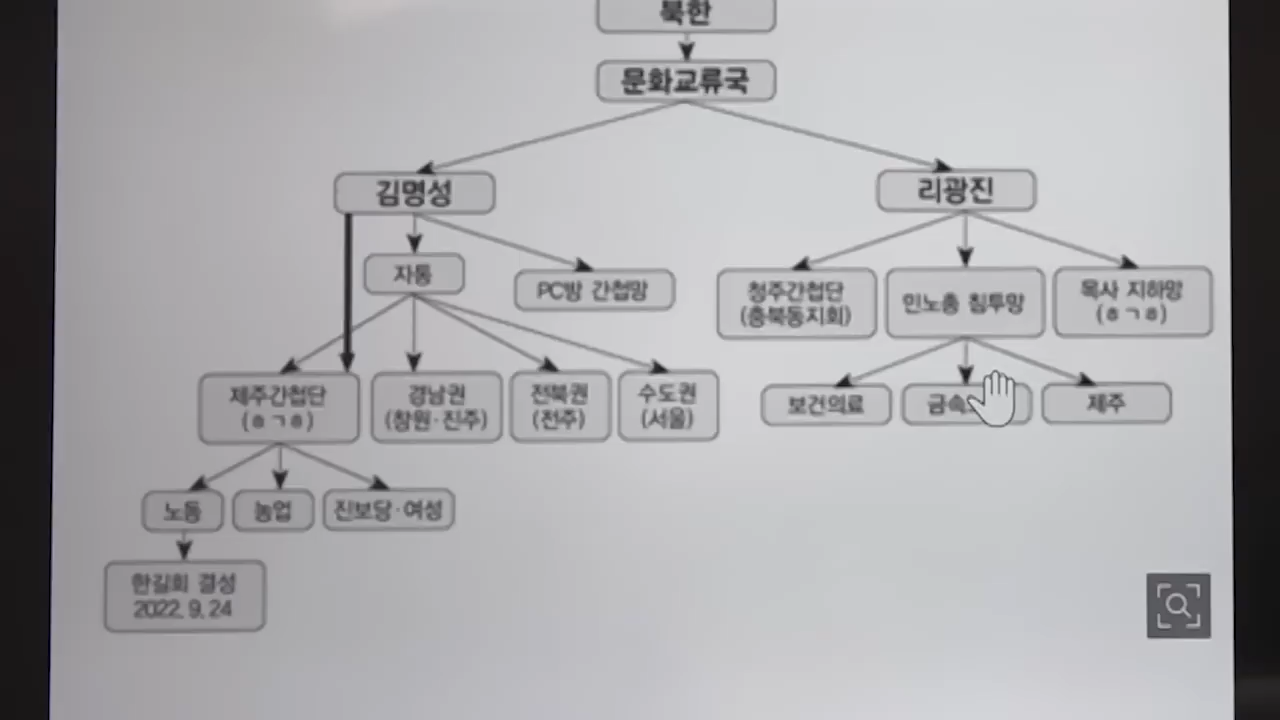 북한
문화교류국
김명성
리광진
자통
PC방 간첩망
청주간첩단
(충북동지회)
민노총 침투망
목사 지하망
(ㅎㄱㅎ)
제주간첩단
(ㅎㄱㅎ)
경남권
(창원·진주)
전북권
(전주)
수도권
(서울)
보건의료
제주
노동
농업
진보당·여성
한길회 결성
2022. 9. 24